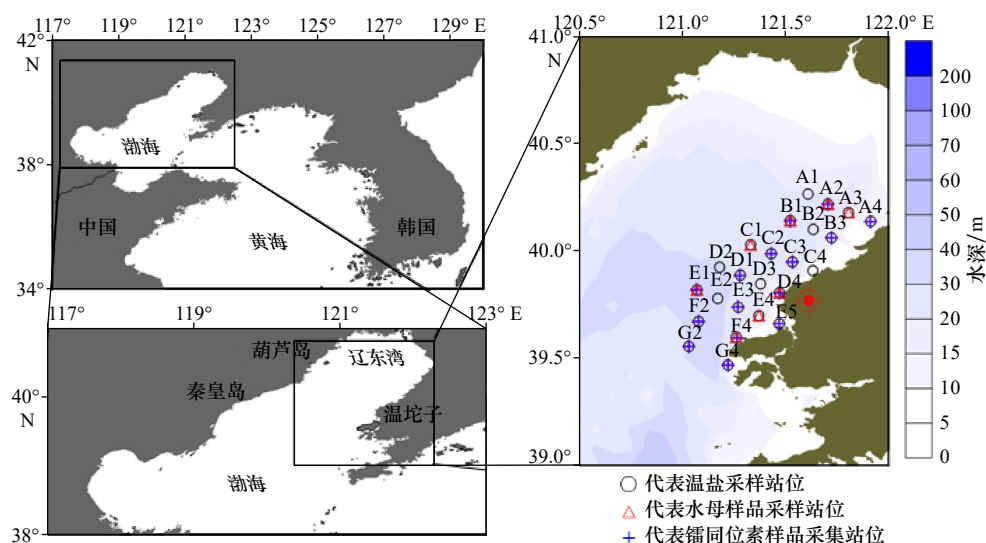 117° 119° 121° 123° 125° 127° 129° E
42°
N
38°
34°
渤海
中国
黄海
韩国
117° 119° 121° 123° E
40°
N
38°
葫芦岛
辽东湾
秦皇岛
温坨子
渤海
120.5° 121.0° 121.5° 122.0° E
41.0°
N
40.5°
40.0°
39.5°
39.0°
A1
A2
A3
A4
B1
B2
B3
C1
C2
C3
C4
D2
D1
D3
D4
E1
E2
E3
E4
E5
F2
F4
G2
G4
200
100
70
60
50
40
30
20
15
10
5
0
水深/m
代表温盐采样站位
代表水母样品采样站位
代表镭同位素样品采集站位